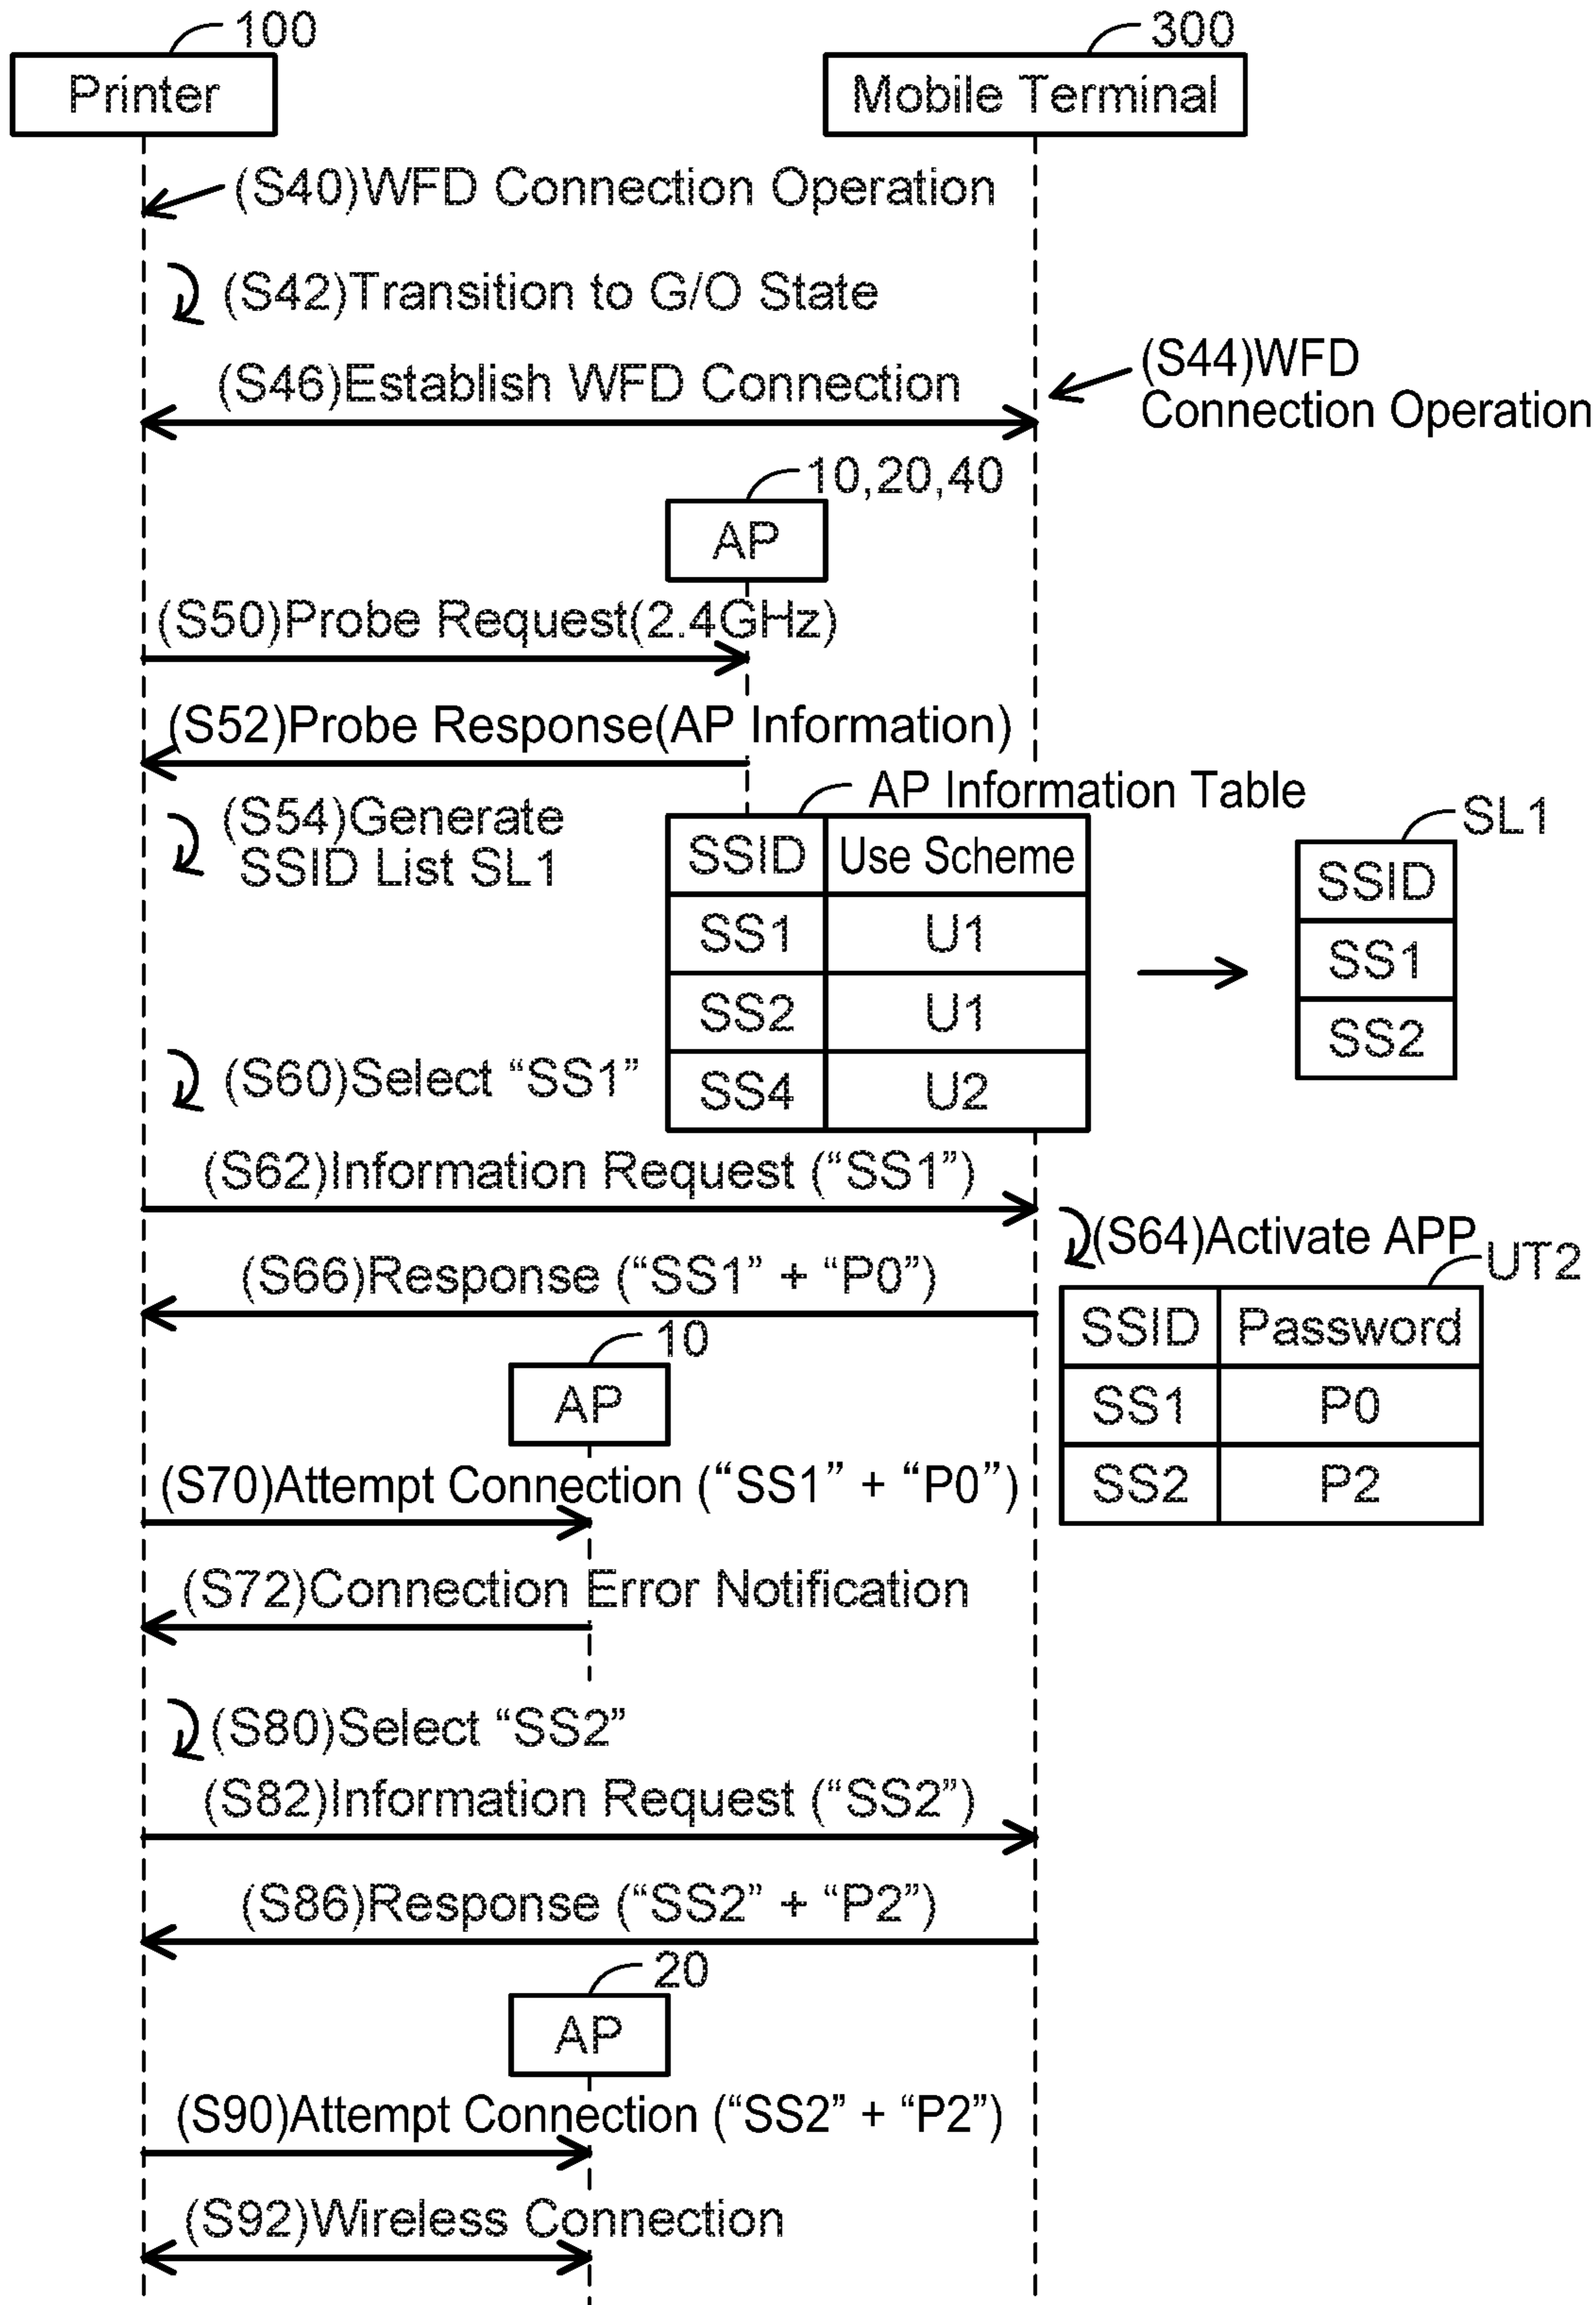 100
300
Printer
Mobile Terminal
(S40)WFD Connection Operation
(S42)Transition to G/O State
(S44)WFD
Connection Operation
(S46)Establish WFD Connection
10,20,40
AP
(S50)Probe Request(2.4GHz)
(S52)Probe Response(AP Information)
(S54)Generate
SSID List SL1
AP Information Table
SSID Use Scheme
SS1 U1
SS2 U1
SS4 U2
SL1
SSID
SS1
SS2
(S60)Select “SS1”
(S62)Information Request (“SS1”)
(S64)Activate APP
(S66)Response (“SS1” + “P0”)
UT2
SSID Password
SS1 P0
SS2 P2
10
AP
(S70)Attempt Connection (“SS1” + “P0”)
(S72)Connection Error Notification
(S80)Select “SS2”
(S82)Information Request (“SS2”)
(S86)Response (“SS2” + “P2”)
20
AP
(S90)Attempt Connection (“SS2” + “P2”)
(S92)Wireless Connection